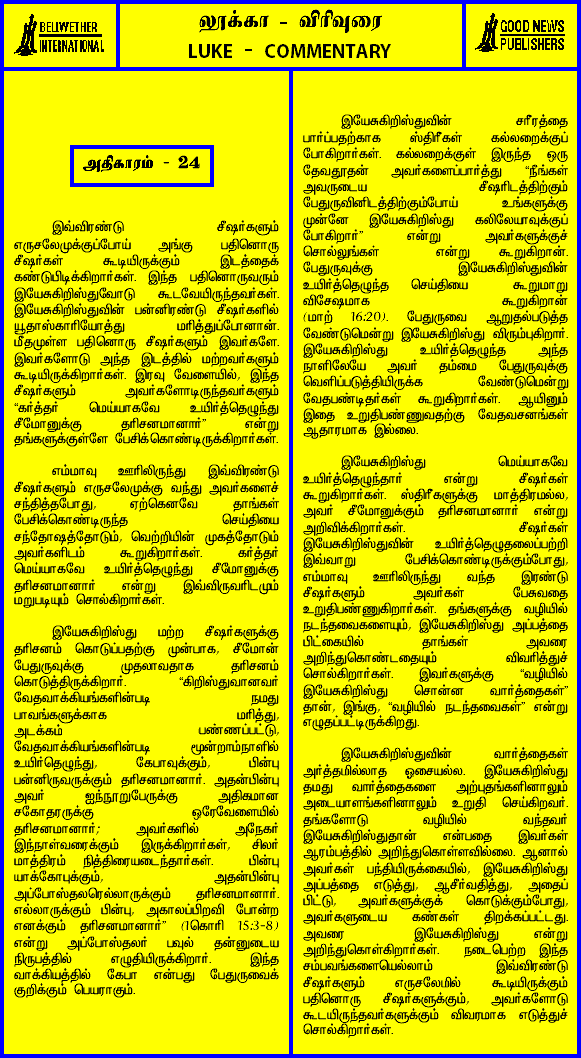 BELLWETHER
INTERNATIONAL
லூக்கா - விரிவுரை
LUKE - COMMENTARY
GOOD NEWS
PUBLISHERS
அதிகாரம் - 24
இவ்விரண்டு சீஷர்களும்
எருசலேமுக்குப்போய் அங்கு பதினொரு
சீஷர்கள் கூடியிருக்கும் இடத்தைக்
கண்டுபிடிக்கிறார்கள். இந்த பதினொருவரும்
இயேசுகிறிஸ்துவோடு கூடவேயிருந்தவர்கள்.
இயேசுகிறிஸ்துவின் பன்னிரண்டு சீஷர்களில்
யூதாஸ்காரியோத்து மரித்துப்போனான்.
மீதமுள்ள பதினொரு சீஷர்களும் இவர்களே.
இவர்களோடு அந்த இடத்தில் மற்றவர்களும்
கூடியிருக்கிறார்கள். இரவு வேளையில், இந்த
சீஷர்களும் அவர்களோடிருந்தவர்களும்
“கர்த்தர் மெய்யாகவே உயிர்த்தெழுந்து
சீமோனுக்கு தரிசனமானார்” என்று
தங்களுக்குள்ளே பேசிக்கொண்டிருக்கிறார்கள்.
எம்மாவு ஊரிலிருந்து இவ்விரண்டு
சீஷர்களும் எருசலேமுக்கு வந்து அவர்களைச்
சந்தித்தபோது, ஏற்கெனவே தாங்கள்
பேசிக்கொண்டிருந்த செய்தியை
சந்தோஷத்தோடும், வெற்றியின் முகத்தோடும்
அவர்களிடம் கூறுகிறார்கள். கர்த்தர்
மெய்யாகவே உயிர்த்தெழுந்து சீமோனுக்கு
தரிசனமானார் என்று இவ்விருவரிடமும்
மறுபடியும் சொல்கிறார்கள்.
இயேசுகிறிஸ்து மற்ற சீஷர்களுக்கு
தரிசனம் கொடுப்பதற்கு முன்பாக, சீமோன்
பேதுருவுக்கு முதலாவதாக தரிசனம்
கொடுத்திருக்கிறார். “கிறிஸ்துவானவர்
வேதவாக்கியங்களின்படி நமது
பாவங்களுக்காக மரித்து,
அடக்கம் பண்ணப்பட்டு,
வேதவாக்கியங்களின்படி மூன்றாம்நாளில்
உயிர்தெழுந்து, கேபாவுக்கும், பின்பு
பன்னிருவருக்கும் தரிசனமானார். அதன்பின்பு
அவர் ஐந்நூறுபேருக்கு அதிகமான
சகோதரருக்கு ஒரேவேளையில்
தரிசனமானார்; அவர்களில் அநேகர்
இந்நாள்வரைக்கும் இருக்கிறார்கள், சிலர்
மாத்திரம் நித்திரையடைந்தார்கள். பின்பு
யாக்கோபுக்கும், அதன்பின்பு
அப்போஸ்தலரெல்லாருக்கும் தரிசனமானார்.
எல்லாருக்கும் பின்பு, அகாலப்பிறவி போன்ற
எனக்கும் தரிசனமானார்” (1கொரி 15:3-8)
என்று அப்போஸ்தலர் பவுல் தன்னுடைய
நிருபத்தில் எழுதியிருக்கிறார். இந்த
வாக்கியத்தில் கேபா என்பது பேதுருவைக்
குறிக்கும் பெயராகும்.
இயேசுகிறிஸ்துவின் சரீரத்தை
பார்ப்பதற்காக ஸ்திரீகள் கல்லறைக்குப்
போகிறார்கள். கல்லறைக்குள் இருந்த ஒரு
தேவதூதன் அவர்களைப்பார்த்து “நீங்கள்
அவருடைய சீஷரிடத்திற்கும்
பேதுருவினிடத்திற்கும்போய் உங்களுக்கு
முன்னே இயேசுகிறிஸ்து கலிலேயாவுக்குப்
போகிறார்” என்று அவர்களுக்குச்
சொல்லுங்கள் என்று கூறுகிறான்.
பேதுருவுக்கு இயேசுகிறிஸ்துவின்
உயிர்த்தெழுந்த செய்தியை கூறுமாறு
விசேஷமாக கூறுகிறான்
(மாற் 16:20). பேதுருவை ஆறுதல்படுத்த
வேண்டுமென்று இயேசுகிறிஸ்து விரும்புகிறார்.
இயேசுகிறிஸ்து உயிர்த்தெழுந்த அந்த
நாளிலேயே அவர் தம்மை பேதுருவுக்கு
வெளிப்படுத்தியிருக்க வேண்டுமென்று
வேதபண்டிதர்கள் கூறுகிறார்கள். ஆயினும்
இதை உறுதிபண்ணுவதற்கு வேதவசனங்கள்
ஆதாரமாக இல்லை.
இயேசுகிறிஸ்து மெய்யாகவே
உயிர்த்தெழுந்தார் என்று சீஷர்கள்
கூறுகிறார்கள். ஸ்திரீகளுக்கு மாத்திரமல்ல,
அவர் சீமோனுக்கும் தரிசனமானார் என்று
அறிவிக்கிறார்கள். சீஷர்கள்
இயேசுகிறிஸ்துவின் உயிர்த்தெழுதலைப்பற்றி
இவ்வாறு பேசிக்கொண்டிருக்கும்போது,
எம்மாவு ஊரிலிருந்து வந்த இரண்டு
சீஷர்களும் அவர்கள் பேசுவதை
உறுதிபண்ணுகிறார்கள். தங்களுக்கு வழியில்
நடந்தவைகளையும், இயேசுகிறிஸ்து அப்பத்தை
பிட்கையில் தாங்கள் அவரை
அறிந்துகொண்டதையும் விவரித்துச்
சொல்கிறார்கள். இவர்களுக்கு “வழியில்
இயேசுகிறிஸ்து சொன்ன வார்த்தைகள்”
தான், இங்கு, “வழியில் நடந்தவைகள்” என்று
எழுதப்பட்டிருக்கிறது.
இயேசுகிறிஸ்துவின் வார்த்தைகள்
அர்த்தமில்லாத ஓசையல்ல. இயேசுகிறிஸ்து
தமது வார்த்தைகளை அற்புதங்களினாலும்
அடையாளங்களினாலும் உறுதி செய்கிறவர்.
தங்களோடு வழியில் வந்தவர்
இயேசுகிறிஸ்துதான் என்பதை இவர்கள்
ஆரம்பத்தில் அறிந்துகொள்ளவில்லை. ஆனால்
அவர்கள் பந்தியிருக்கையில், இயேசுகிறிஸ்து
அப்பத்தை எடுத்து, ஆசீர்வதித்து, அதைப்
பிட்டு, அவர்களுக்குக் கொடுக்கும்போது,
அவர்களுடைய கண்கள் திறக்கப்பட்டது.
அவரை இயேசுகிறிஸ்து என்று
அறிந்துகொள்கிறார்கள். நடைபெற்ற இந்த
சம்பவங்களையெல்லாம் இவ்விரண்டு
சீஷர்களும் எருசலேமில் கூடியிருக்கும்
பதினொரு சீஷர்களுக்கும், அவர்களோடு
கூடயிருந்தவர்களுக்கும் விவரமாக எடுத்துச்
சொல்கிறார்கள்.